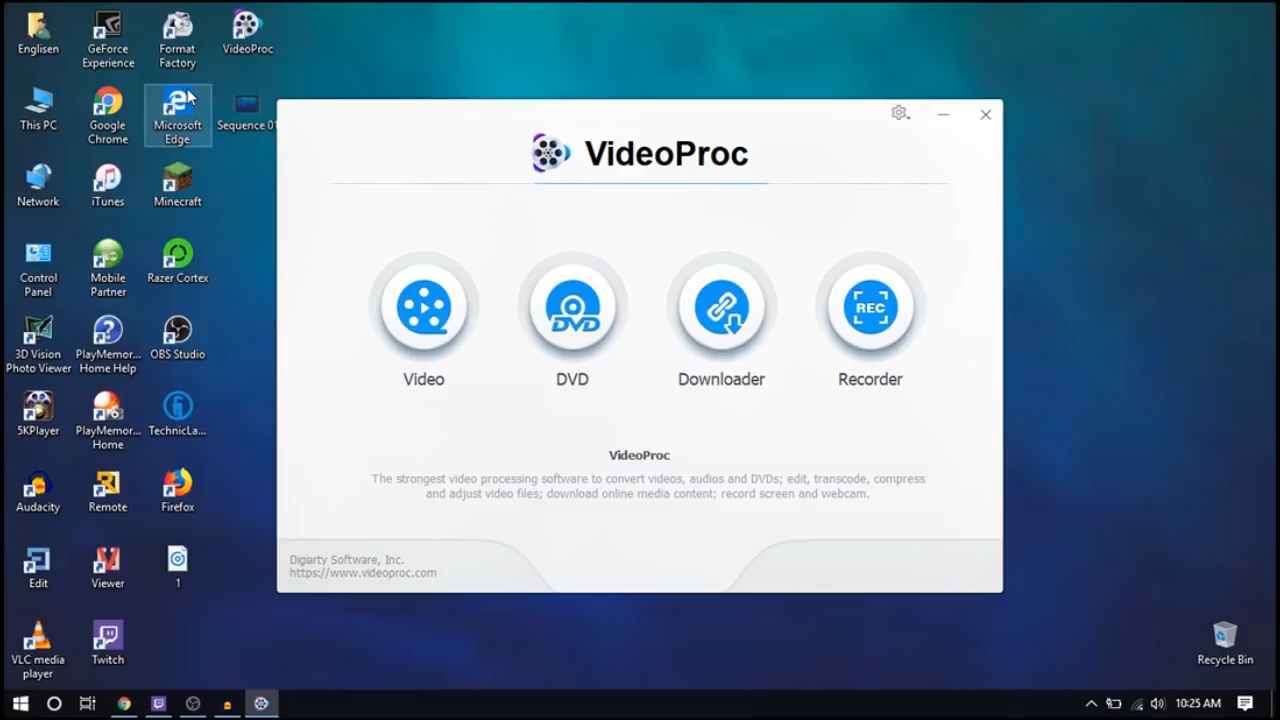 Englisen
GeForce
Experience
Format
Factory
VideoProc
This PC
Google
Chrome
Microsoft
Edge
Sequence 01
Network
iTunes
Minecraft
Control
Panel
Mobile
Partner
Razer Cortex
3D Vision
Photo Viewer
PlayMemor...
Home Help
OBS Studio
5KPlayer
PlayMemor...
Home
TechnicLa...
Audacity
Remote
Firefox
Edit
Viewer
1
VLC media
player
Twitch
VideoProc
DVD
REC
Video
DVD
Downloader
Recorder
VideoProc
The strongest video processing software to convert videos, audios and DVDs; edit, transcode, compress
and adjust video files; download online media content; record screen and webcam.
Digiarty Software, Inc.
https://www.videoproc.com
Recycle Bin
10:25 AM